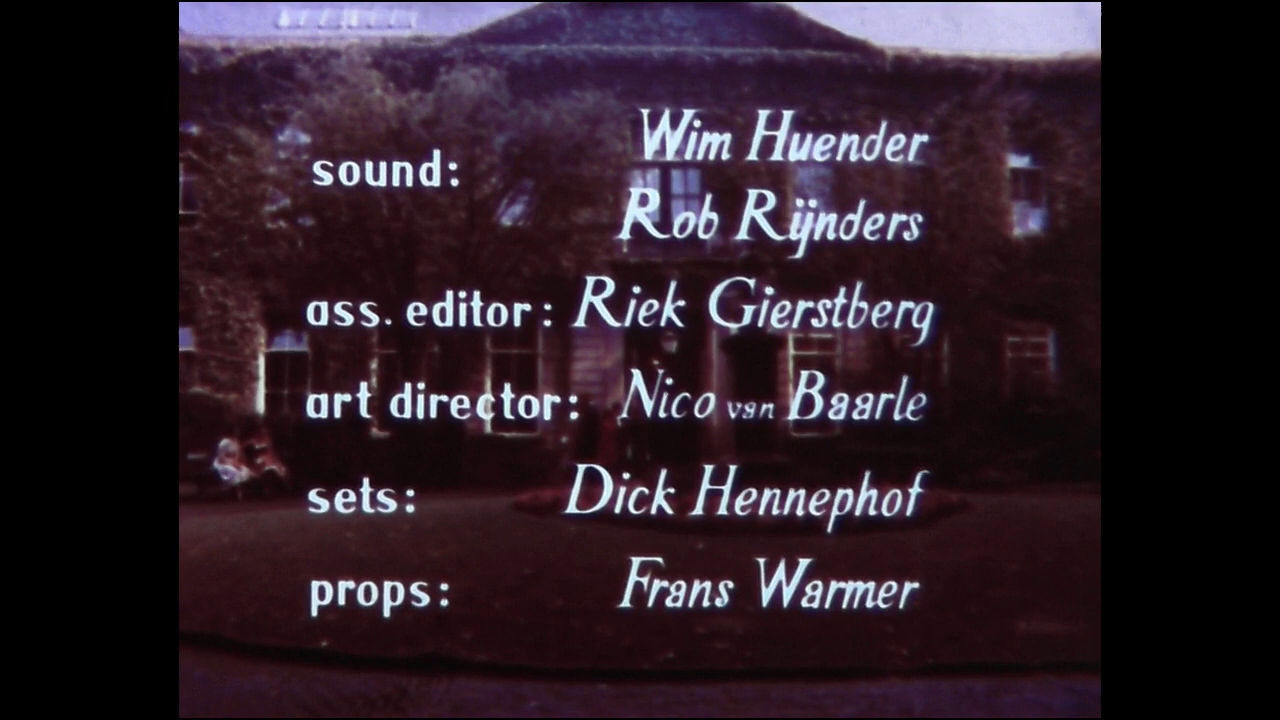 sound: Wim Huender
Rob Rijnders
ass. editor: Riek Gierstberg
art director: Nico van Baarle
sets: Dick Hennephof
props: Frans Warmer